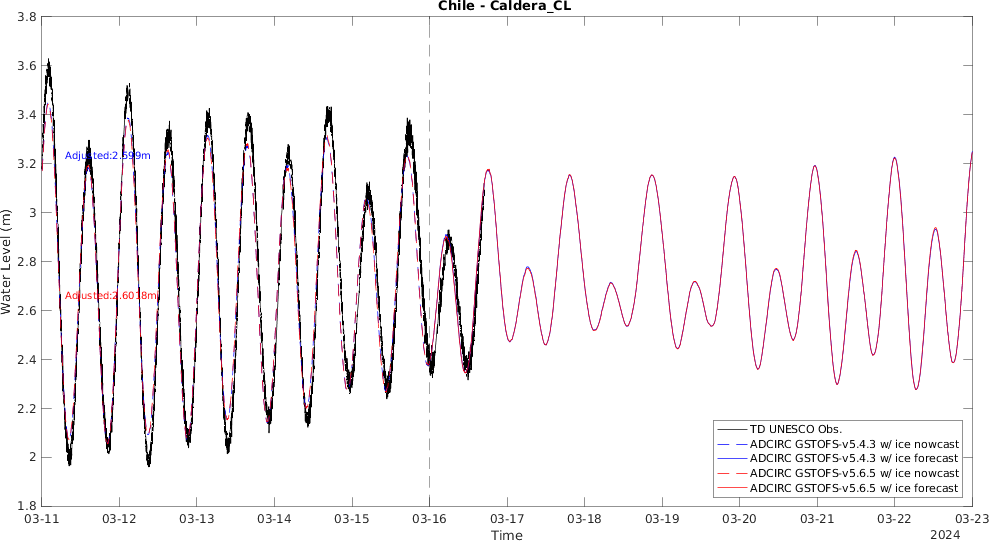 Chile - Caldera_CL
3.8
3.6
3.4
3.2
3
2.8
2.6
2.4
2.2
2
1.8
Water Level (m)
Adjusted:2.599m
Adjusted:2.6018m
TD UNESCO Obs.
ADCIRC GSTOFS-v5.4.3 w/ ice nowcast
ADCIRC GSTOFS-v5.4.3 w/ ice forecast
ADCIRC GSTOFS-v5.6.5 w/ ice nowcast
ADCIRC GSTOFS-v5.6.5 w/ ice forecast
03-11 03-12 03-13 03-14 03-15 03-16 03-17 03-18 03-19 03-20 03-21 03-22 03-23
Time
2024